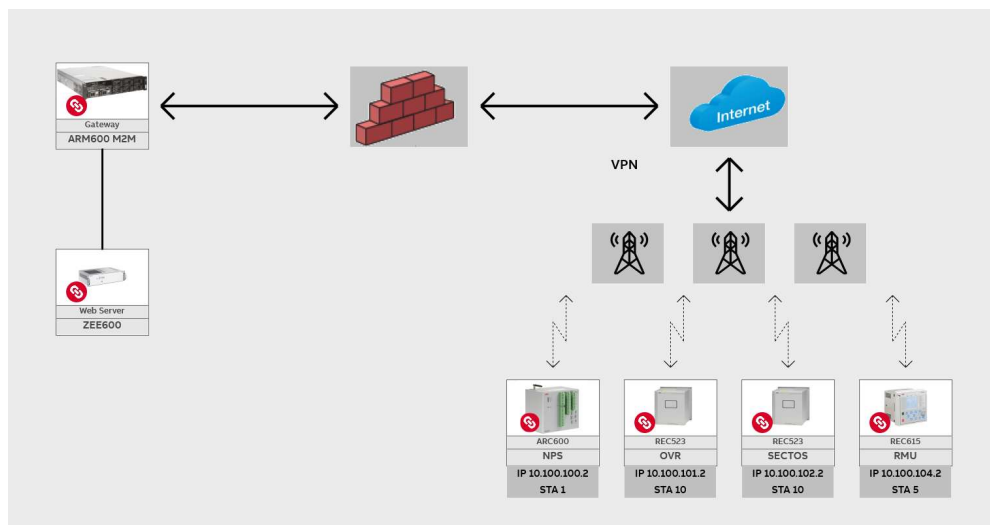 Gateway
ARM600 M2M
Internet
VPN
Web Server
ZEE600
ARC600
NPS
IP 10.100.100.2
STA 1
REC523
OVR
IP 10.100.101.2
STA 10
REC523
SECTOS
IP 10.100.102.2
STA 10
REC615
RMU
IP 10.100.104.2
STA 5